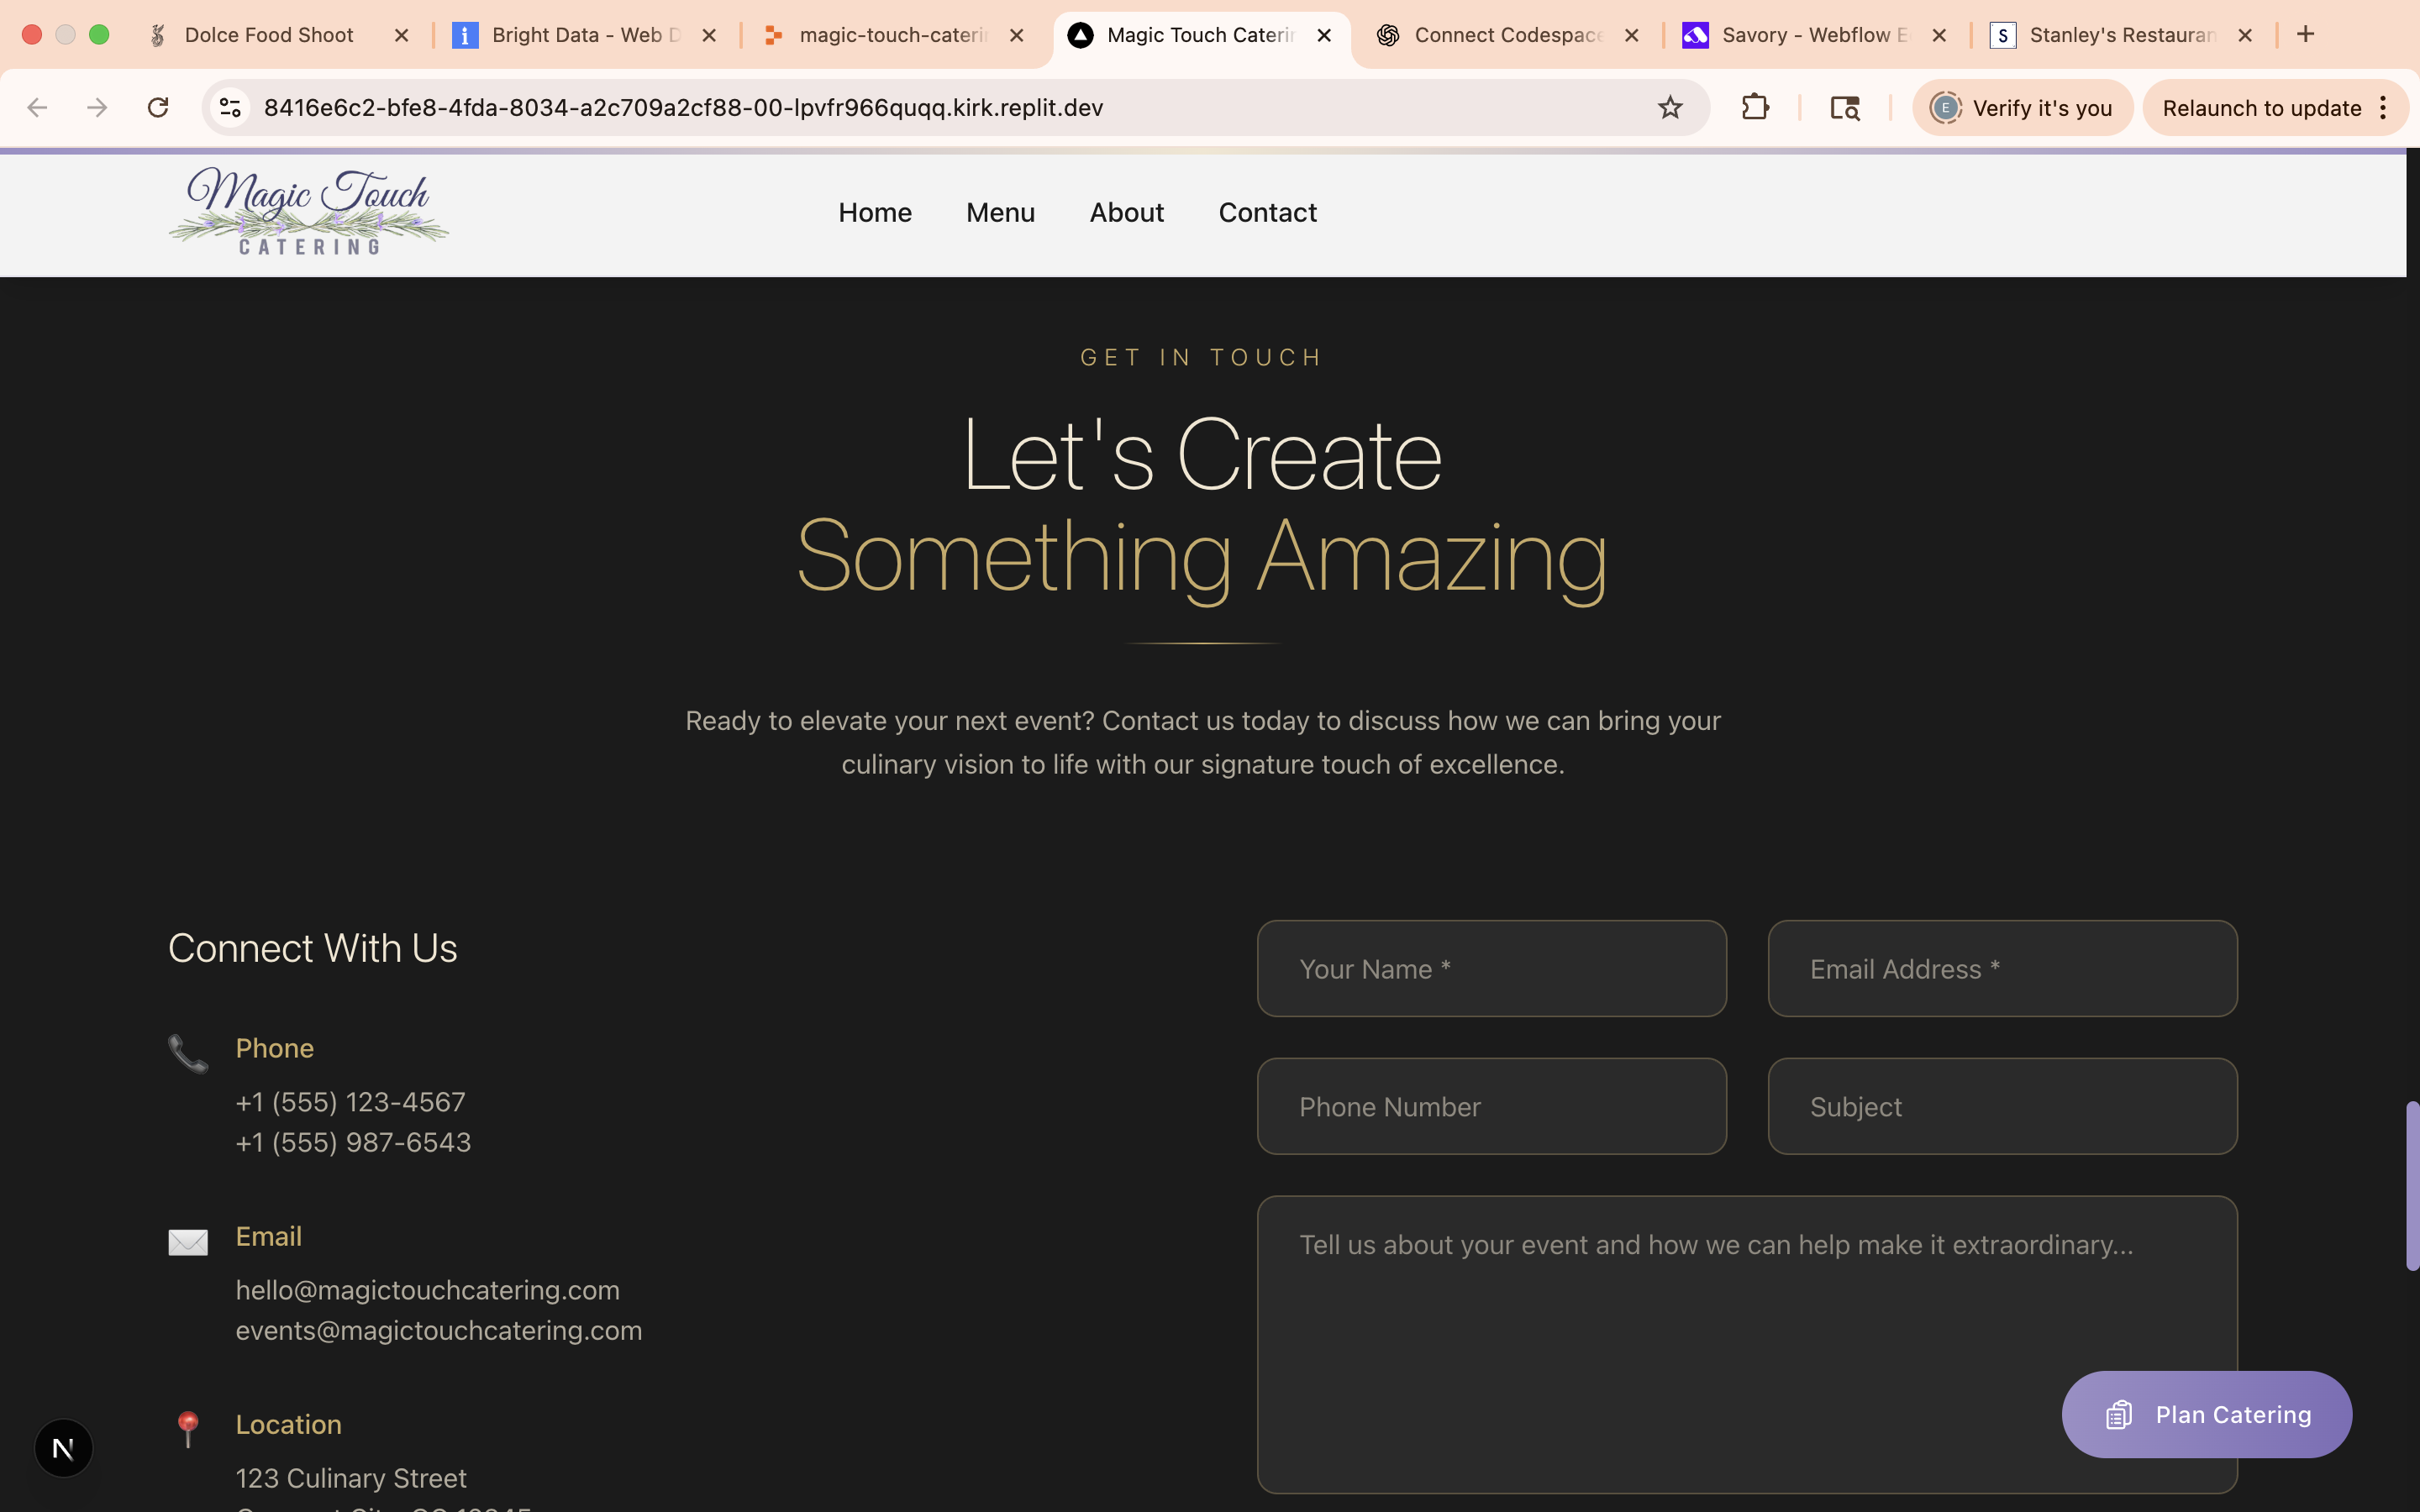 Dolce Food Shoot
Bright Data - Web D
magic-touch-caterin
Magic Touch Caterin
Connect Codespace
Savory - Webflow E
Stanley's Restauran
8416e6c2-bfe8-4fda-8034-a2c709a2cf88-00-lpvfr966quqq.kirk.replit.dev
E
Verify it's you
Relaunch to update
Magic Touch
CATERING
Home
Menu
About
Contact
GET IN TOUCH
Let's Create
Something Amazing
Ready to elevate your next event? Contact us today to discuss how we can bring your
culinary vision to life with our signature touch of excellence.
Connect With Us
Phone
+1 (555) 123-4567
+1 (555) 987-6543
Email
hello@magictouchcatering.com
events@magictouchcatering.com
Location
123 Culinary Street
Your Name *
Email Address *
Phone Number
Subject
Tell us about your event and how we can help make it extraordinary...
Plan Catering
N